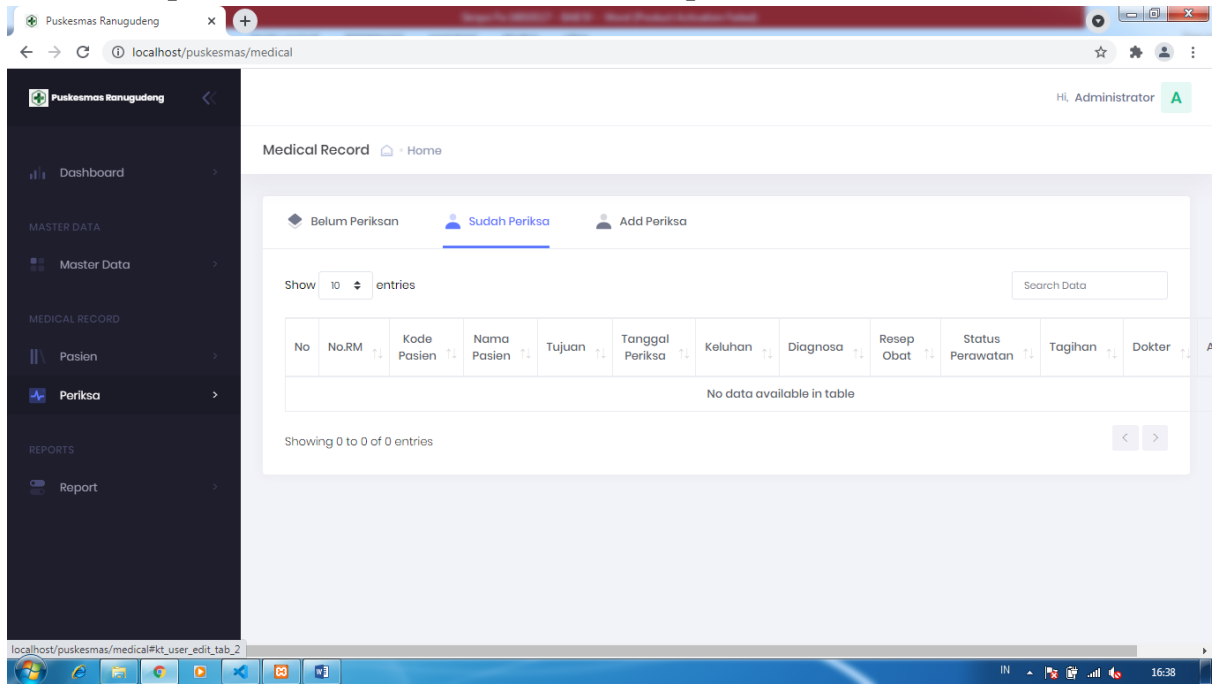 Puskesmas Ranugudeng
localhost/puskesmas/medical
Puskesmas Ranugudeng
Hi, Administrator A
Medical Record - Home
Dashboard
MASTER DATA
Master Data
MEDICAL RECORD
Pasien
Periksa
REPORTS
Report
Belum Periksan Sudah Periksa Add Periksa
Show 10 entries Search Data
No No.RM Kode Pasien Nama Pasien Tujuan Tanggal Periksa Keluhan Diagnosa Resep Obat Status Perawatan Tagihan Dokter A
No data available in table
Showing 0 to 0 of 0 entries
localhost/puskesmas/medical#kt_user_edit_tab_2
IN 16:38